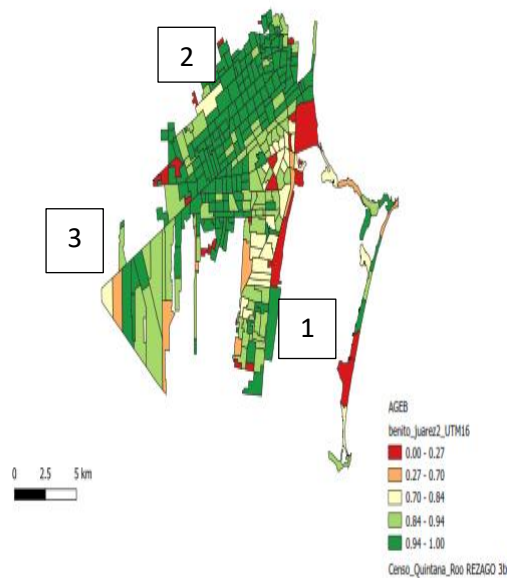 2
3
1
0 2.5 5 km
AGEB
benito_juarez2_UTM16
0.00 - 0.27
0.27 - 0.70
0.70 - 0.84
0.84 - 0.94
0.94 - 1.00
Censo_Quintana_Roo REZAGO 3b